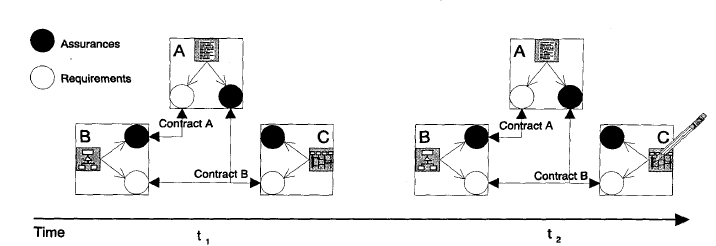 Assurances
Requirements
A
Contract A
B
C
Contract B
A
Contract A
B
C
Contract B
Time
t1
t2